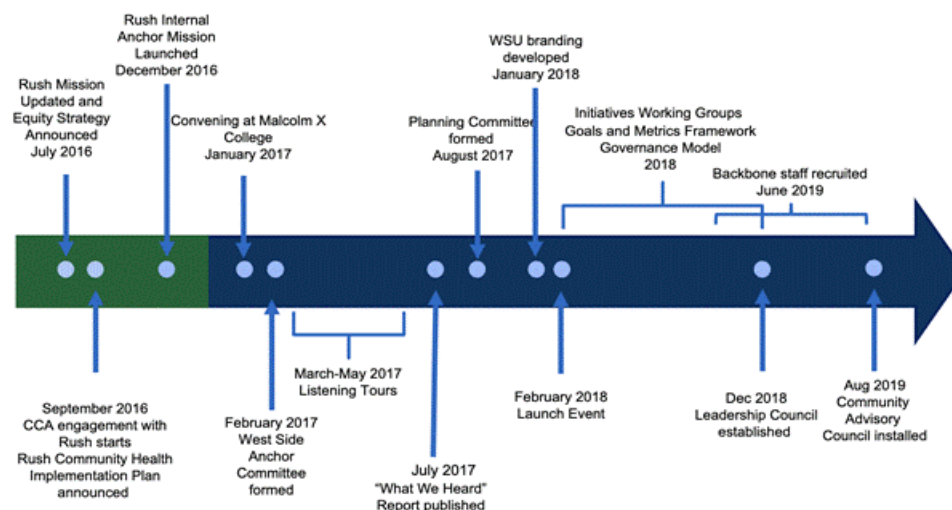 Rush Mission
Updated and
Equity Strategy
Announced
July 2016
Rush Internal
Anchor Mission
Launched
December 2016
Convening at Malcolm X
College
January 2017
Planning Committee
formed
August 2017
WSU branding
developed
January 2018
Initiatives Working Groups
Goals and Metrics Framework
Governance Model
2018
Backbone staff recruited
June 2019
September 2016
CCA engagement with
Rush starts
Rush Community Health
Implementation Plan
announced
February 2017
West Side
Anchor
Committee
formed
March-May 2017
Listening Tours
July 2017
“What We Heard”
Report published
February 2018
Launch Event
Dec 2018
Leadership Council
established
Aug 2019
Community
Advisory
Council installed